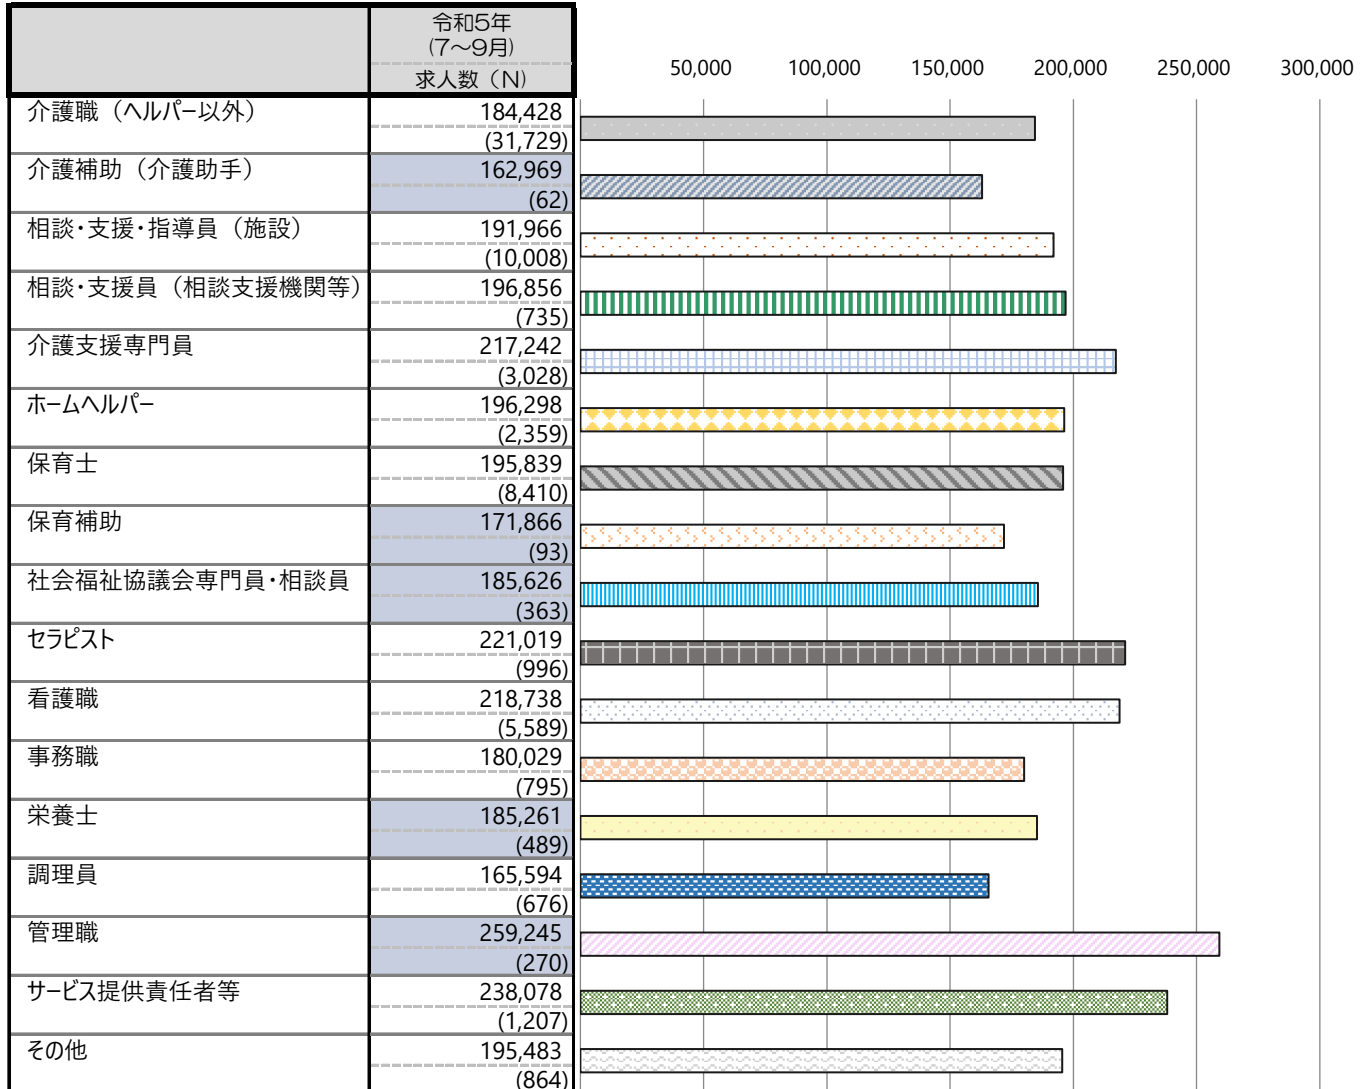 令和5年
(7～9月)
求人数（N）
50,000 100,000 150,000 200,000 250,000 300,000
介護職（ヘルパー以外） 184,428
(31,729)
介護補助（介護助手） 162,969
(62)
相談・支援・指導員（施設） 191,966
(10,008)
相談・支援員（相談支援機関等） 196,856
(735)
介護支援専門員 217,242
(3,028)
ホームヘルパー 196,298
(2,359)
保育士 195,839
(8,410)
保育補助 171,866
(93)
社会福祉協議会専門員・相談員 185,626
(363)
セラピスト 221,019
(996)
看護職 218,738
(5,589)
事務職 180,029
(795)
栄養士 185,261
(489)
調理員 165,594
(676)
管理職 259,245
(270)
サービス提供責任者等 238,078
(1,207)
その他 195,483
(864)